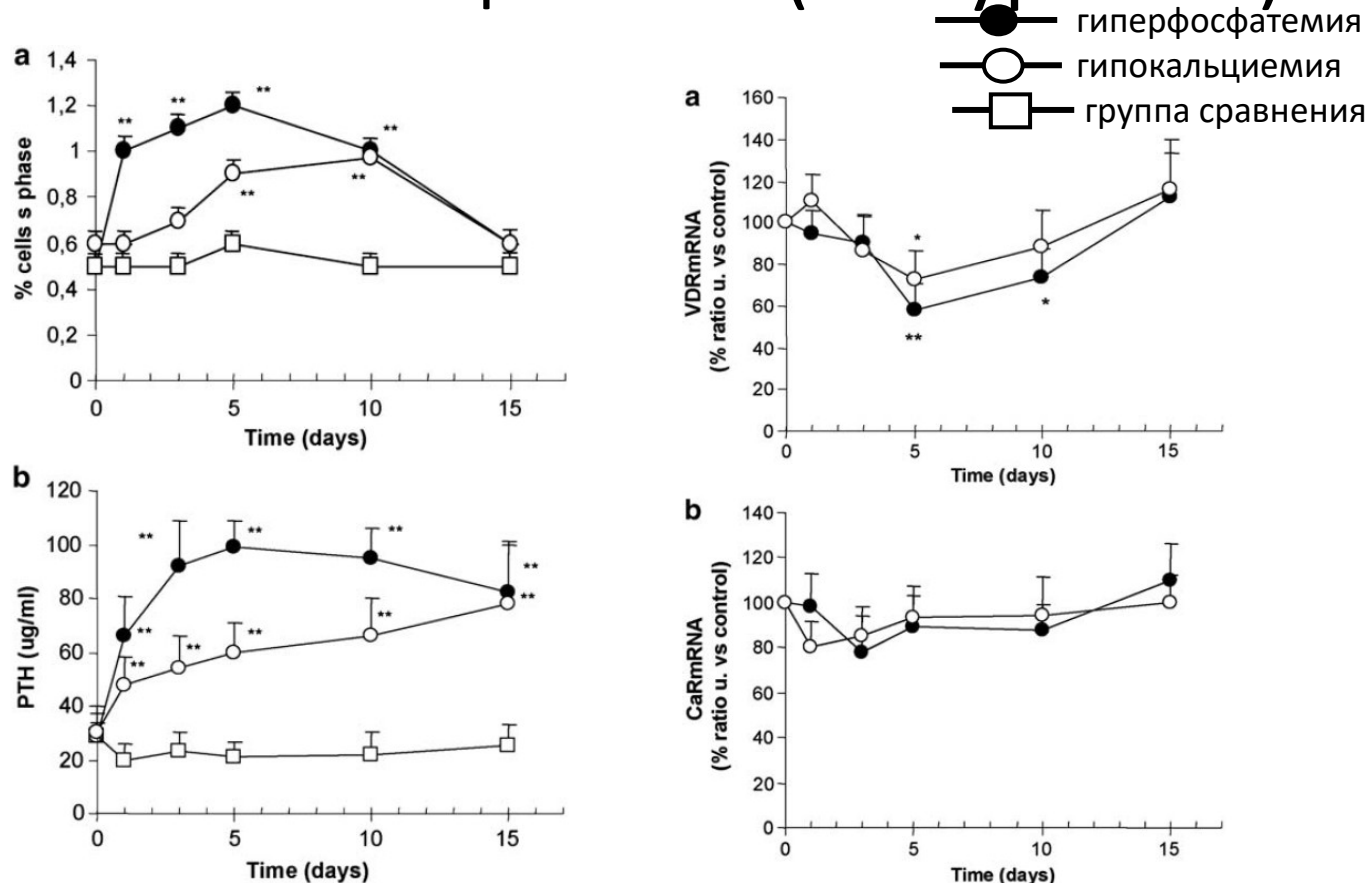 гиперфосфатемия
гипокальциемия
группа сравнения
a
1,4
1,2
1
0,8
0,6
0,4
0,2
0
% cells s phase
** ** ** **
** **
0 5 10 15
Time (days)
b
120
100
80
60
40
20
0
PTH (ug/ml)
** ** ** **
** ** ** ** ** **
0 5 10 15
Time (days)
a
160
140
120
100
80
60
40
20
0
VDRmRNA
(% ratio u. vs control)
*
**
*
0 5 10 15
Time (days)
b
140
120
100
80
60
40
20
0
CaRmRNA
(% ratio u. vs control)
0 5 10 15
Time (days)